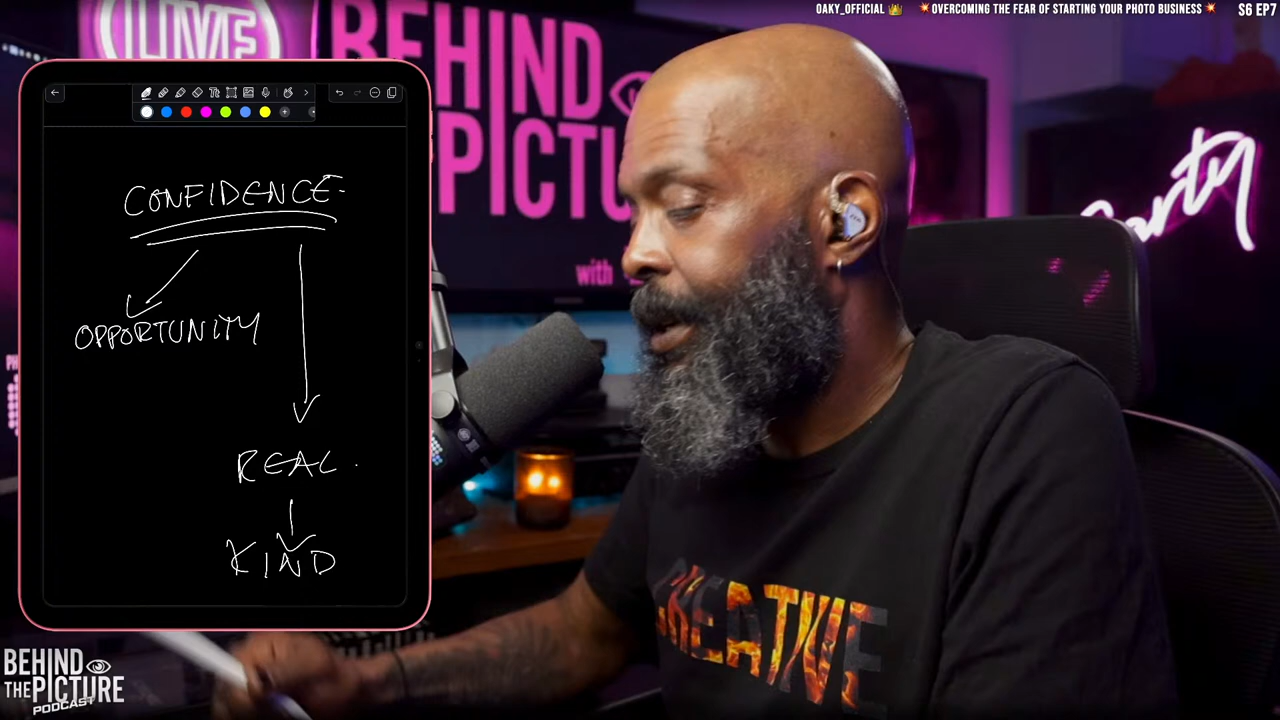 OAKY_OFFICIAL 👑 💥OVERCOMING THE FEAR OF STARTING YOUR PHOTO BUSINESS💥 S6 EP7
LIVE
BEHIND
PICTU
with
CONFIDENCE
OPPORTUNITY
REAL
KIND
CREATIVE
BEHIND
THE PICTURE
PODCAST